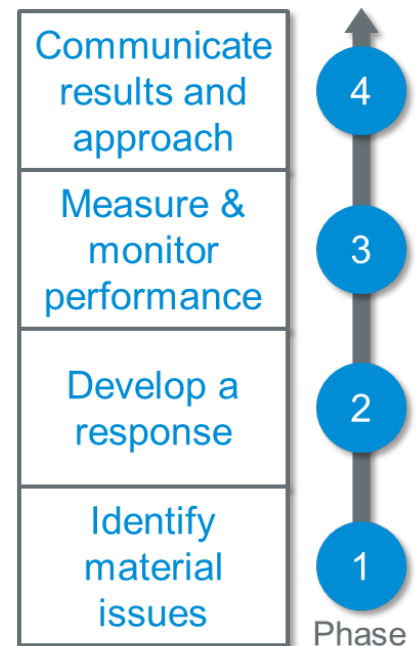 Communicate
results and
approach
4
Measure &
monitor
performance
3
Develop a
response
2
Identify
material
issues
1
Phase